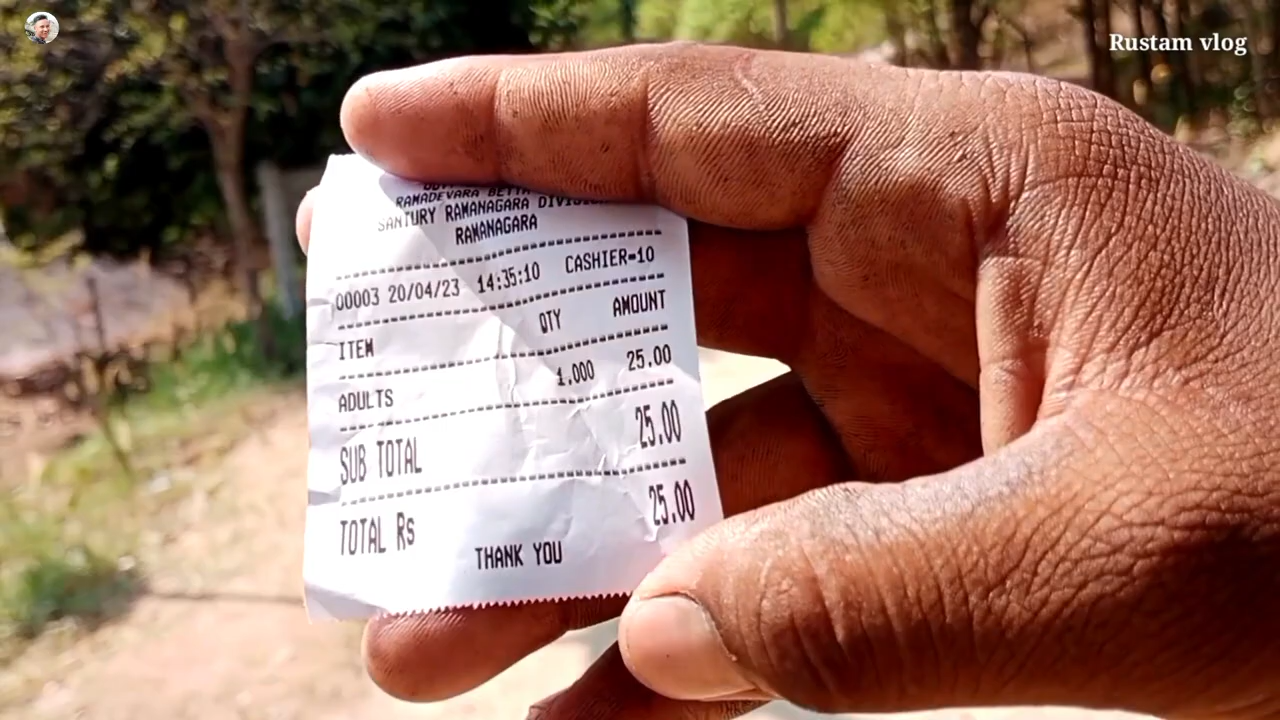 Rustam vlog
RAMADEVARA BETTA
SANTURY RAMANAGARA
RAMANAGARA
00003 20/04/23 14:35:10 CASHIER=10
ITEM QTY AMOUNT
ADULTS 1.000 25.00
SUB TOTAL 25.00
TOTAL Rs 25.00
THANK YOU